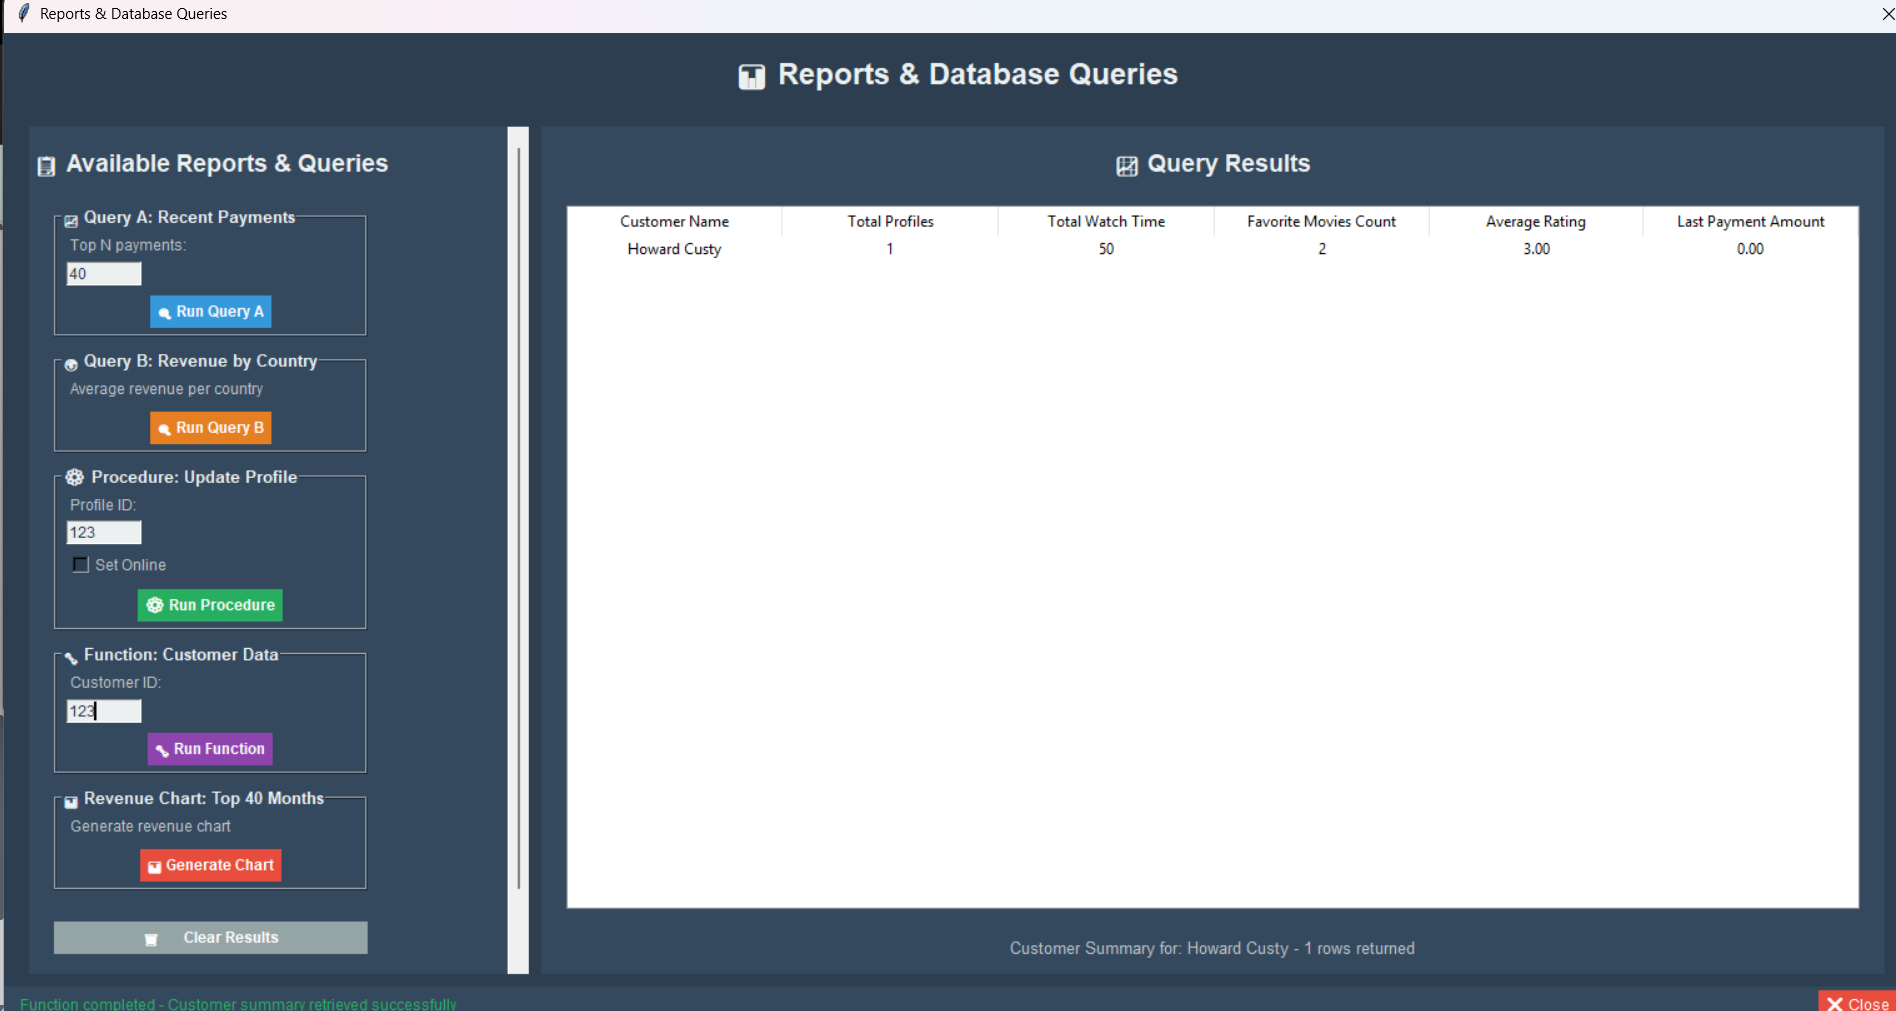 Reports & Database Queries
Reports & Database Queries
Available Reports & Queries
Query A: Recent Payments
Top N payments:
40
Run Query A
Query B: Revenue by Country
Average revenue per country
Run Query B
Procedure: Update Profile
Profile ID:
123
Set Online
Run Procedure
Function: Customer Data
Customer ID:
123
Run Function
Revenue Chart: Top 40 Months
Generate revenue chart
Generate Chart
Clear Results
Query Results
Customer Name Total Profiles Total Watch Time Favorite Movies Count Average Rating Last Payment Amount
Howard Custy 1 50 2 3.00 0.00
Customer Summary for: Howard Custy - 1 rows returned
Function completed - Customer summary retrieved successfully
Close